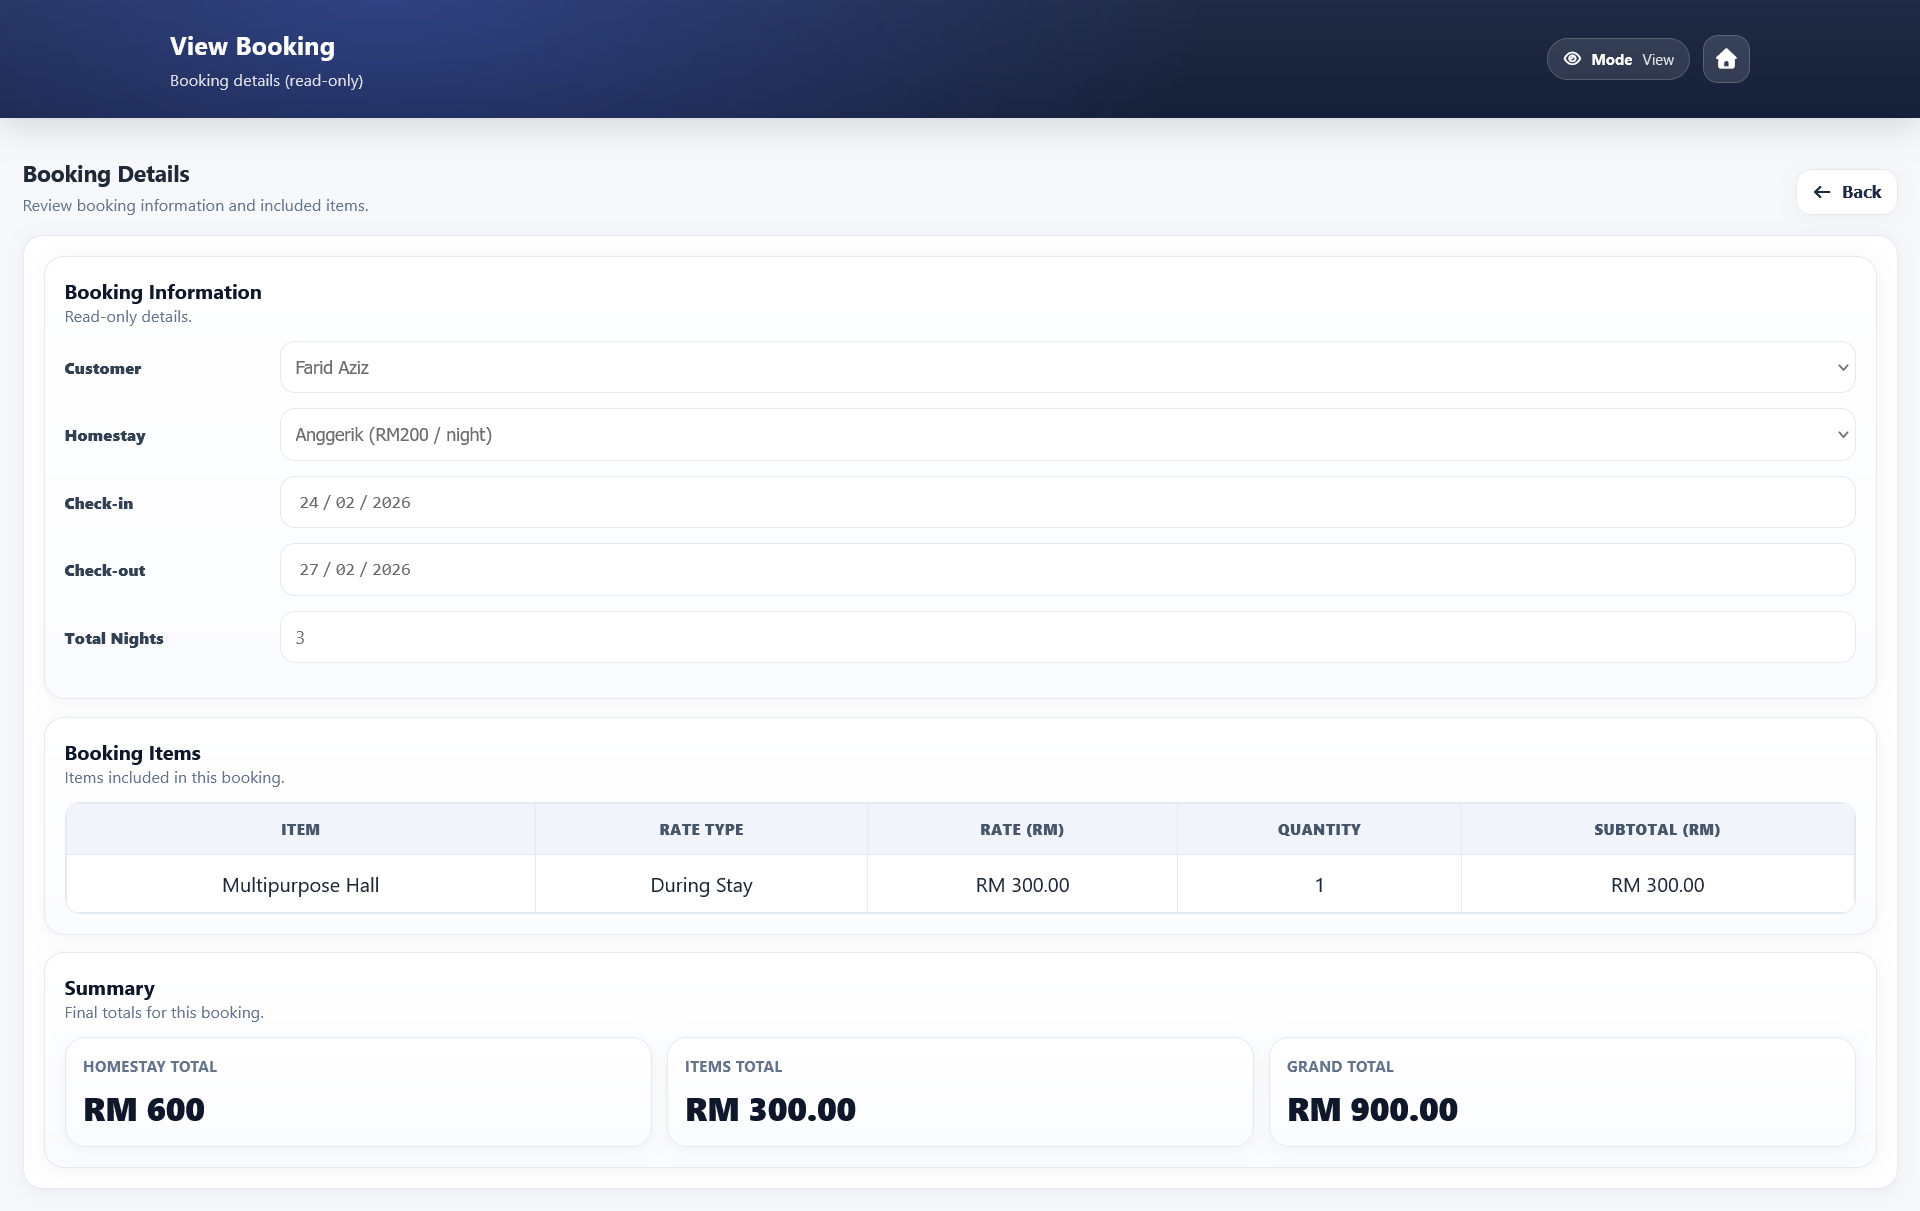 View Booking
Booking details (read-only)
Mode View
Booking Details
Review booking information and included items.
Back
Booking Information
Read-only details.
Customer
Farid Aziz
Homestay
Anggerik (RM200 / night)
Check-in
24 / 02 / 2026
Check-out
27 / 02 / 2026
Total Nights
3
Booking Items
Items included in this booking.
ITEM RATE TYPE RATE (RM) QUANTITY SUBTOTAL (RM)
Multipurpose Hall During Stay RM 300.00 1 RM 300.00
Summary
Final totals for this booking.
HOMESTAY TOTAL
RM 600
ITEMS TOTAL
RM 300.00
GRAND TOTAL
RM 900.00